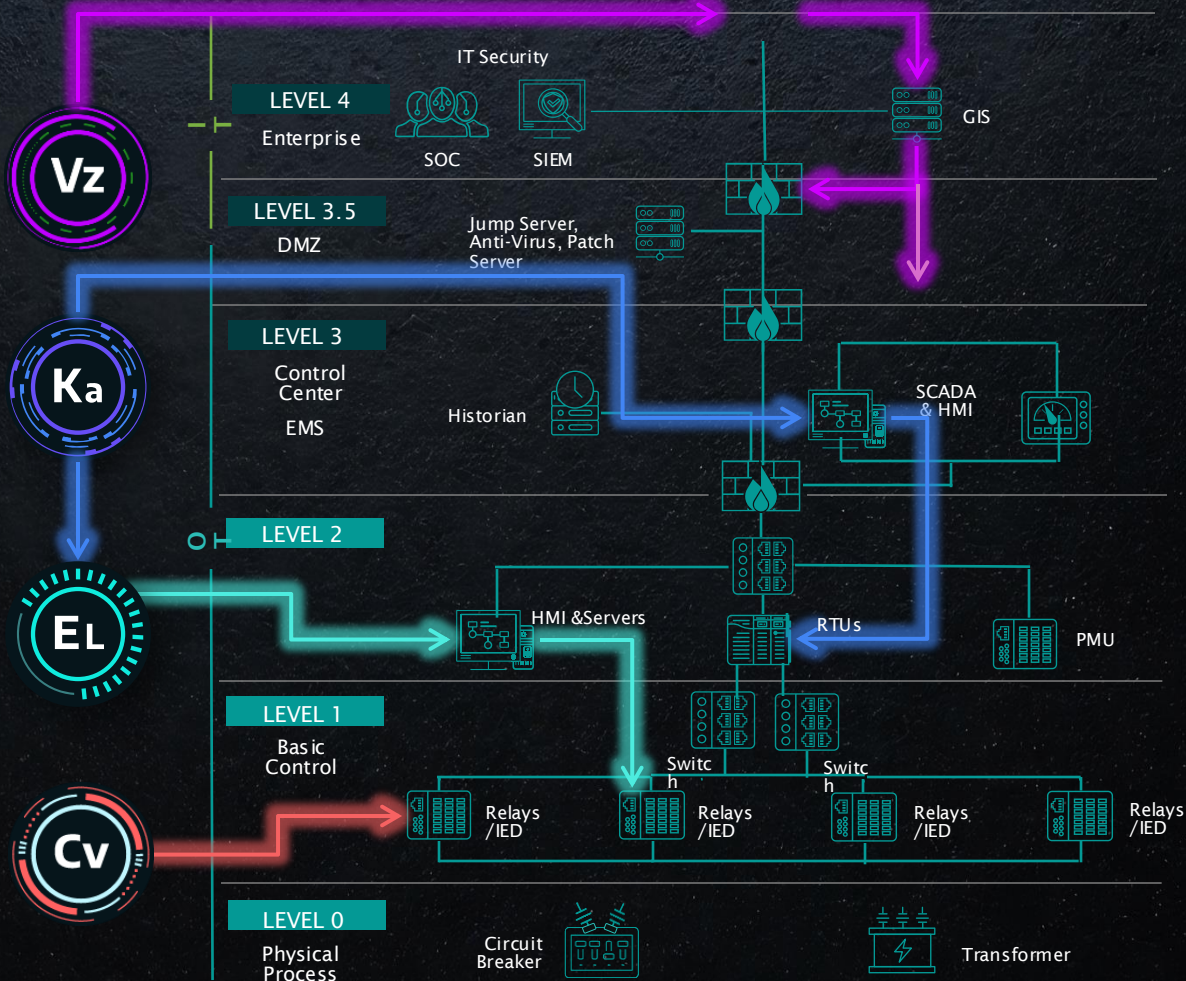 IT Security
LEVEL 4
Enterprise
IT
SOC
SIEM
GIS
Vz
LEVEL 3.5
DMZ
Jump Server,
Anti-Virus, Patch
Server
LEVEL 3
Control
Center
EMS
Ka
Historian
SCADA
& HMI
OT
LEVEL 2
EL
HMI &Servers
RTUs
PMU
LEVEL 1
Basic
Control
Switc
h
Switc
h
Cv
Relays
/IED
Relays
/IED
Relays
/IED
Relays
/IED
LEVEL 0
Physical
Process
Circuit
Breaker
Transformer